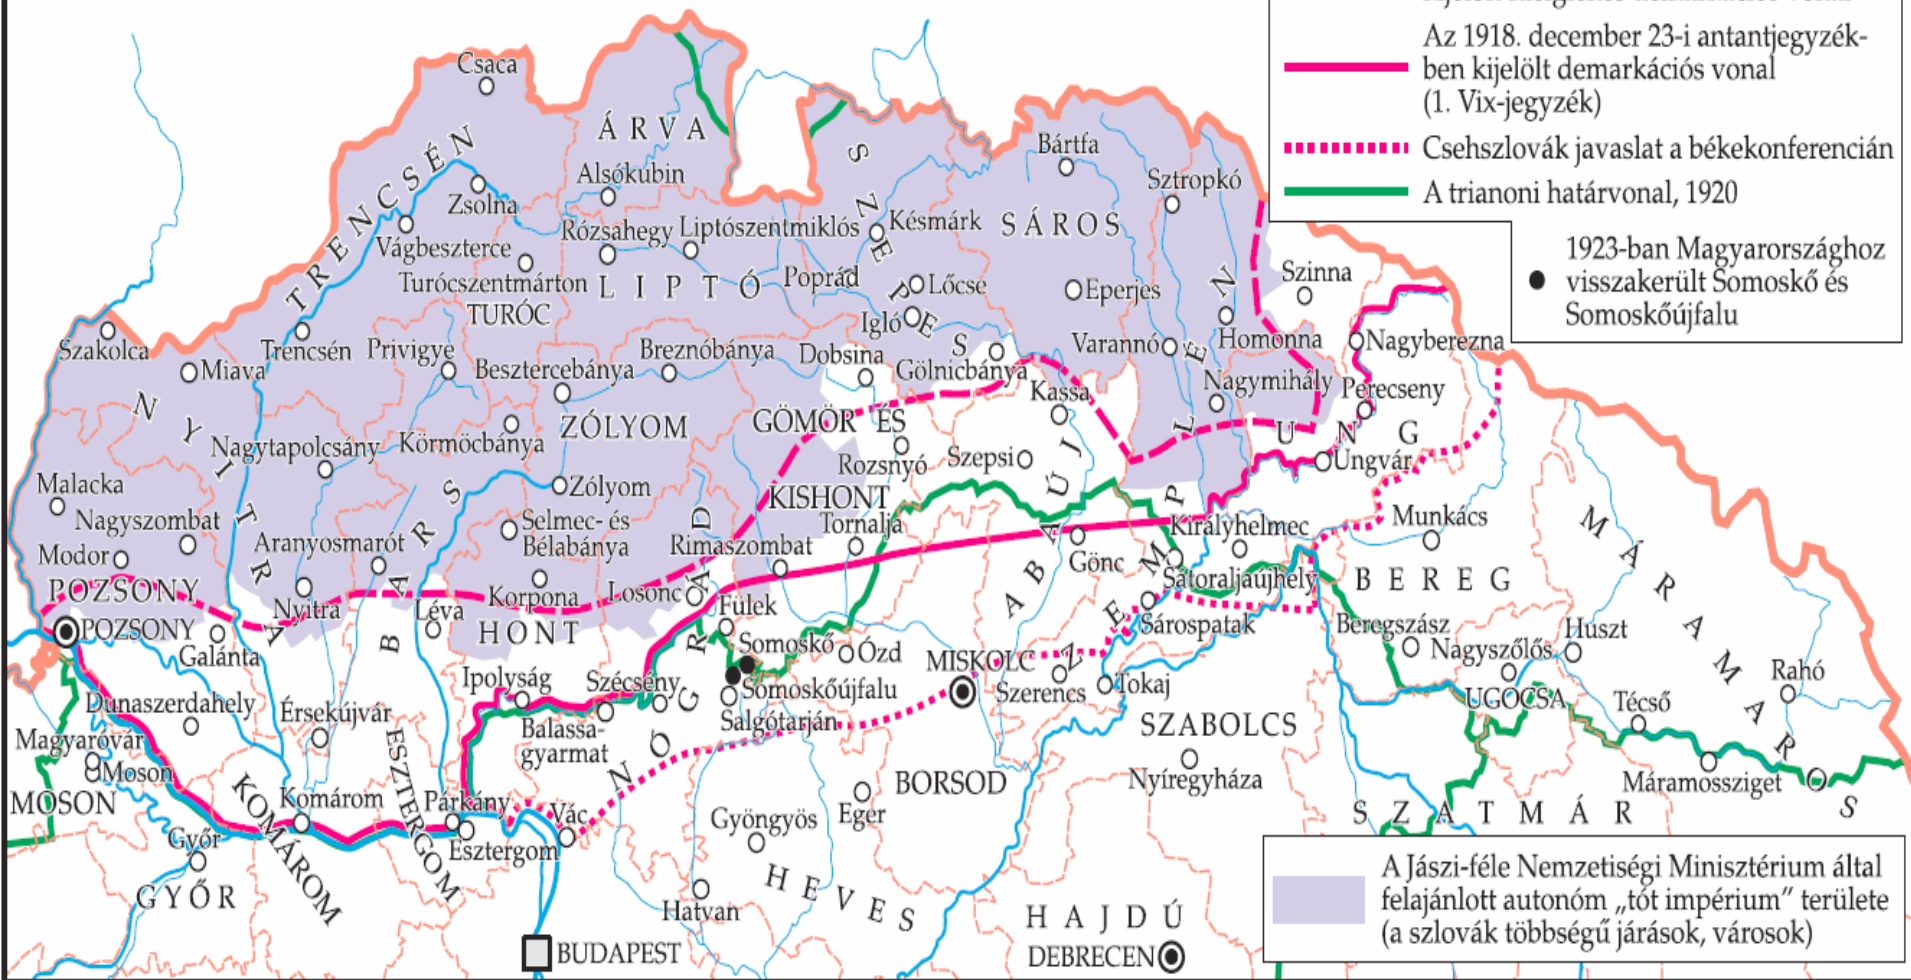 Az 1918. december 23-i antantjegyzék-
ben kijelölt demarkációs vonal
(1. Vix-jegyzék)
Csehszlovák javaslat a békekonferencián
A trianoni határvonal, 1920
1923-ban Magyarországhoz
visszakerült Somoskő és
Somoskőújfalu
Csaca
ÁRVA
TRENCSÉN
Alsókubin
Zsolna
Vágbeszterce
Rózsahegy
Liptószentmiklós
Késmárk
SZEPES
SÁROS
Bártfa
Sztropkó
Turócszentmárton
TURÓC
LIPTÓ
Poprád
Lőcse
Igló
Eperjes
Szinna
Szakolca
Miava
Trencsén
Privigye
Besztercebánya
Breznóbánya
Dobsina
Gölnicbánya
Varannó
Homonna
Nagyberezna
NYITRA
Nagytapolcsány
Körmöcbánya
ZÓLYOM
GÖMÖR ÉS
KISHONT
Kassa
Nagymihály
Perecseny
ZEMPLÉN
UNG
Ungvár
Rozsnyó
Szepsi
ABAÚJ
Malacka
Nagyszombat
Modor
POZSONY
POZSONY
Zólyom
Selmec- és
Bélabánya
Aranyosmarót
BARS
Rimaszombat
Tornalja
Királyhelmec
Munkács
MÁRAMAROS
Gönc
Sátoraljaújhely
BEREG
Nyitra
Léva
Korpona
Losonc
HONT
Fülek
Galánta
Somoskő
Ózd
MISKOLC
Sárospatak
Beregszász
Nagyszőlős
Huszt
Rahó
Ipolyság
Szécsény
Somoskőújfalu
Szerencs
Tokaj
UGOCSA
Técső
Dunaszerdahely
Érsekújvár
Balassa-
gyarmat
Salgótarján
NÓGRÁD
SZABOLCS
Magyaróvár
Moson
MOSON
Nyíregyháza
Máramossziget
BORSOD
KOMÁROM
Komárom
ESZTERGOM
Párkány
Vác
Esztergom
Gyöngyös
Eger
SZATMÁR
Győr
GYŐR
HEVES
Hatvan
BUDAPEST
HAJDÚ
DEBRECEN
A Jászi-féle Nemzetiségi Minisztérium által
felajánlott autonóm „tót impérium” területe
(a szlovák többségű járások, városok)